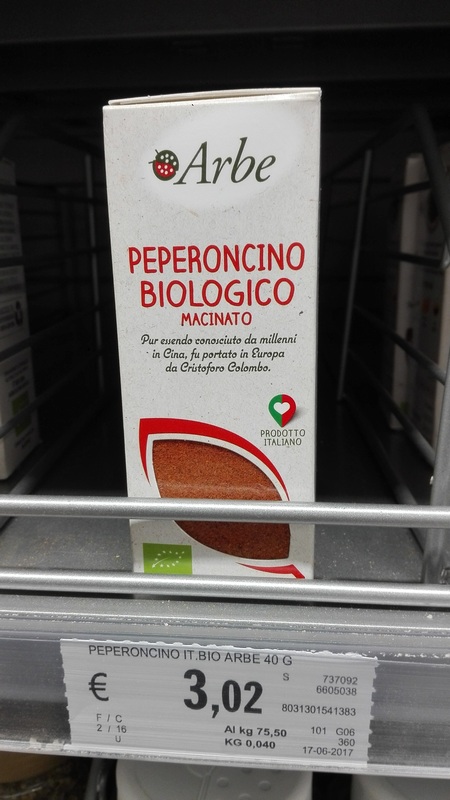 Arbe
PEPERONCINO
BIOLOGICO
MACINATO
Pur essendo conosciuto da millenni
in Cina, fu portato in Europa
da Cristoforo Colombo.
PRODOTTO
ITALIANO
PEPERONCINO IT.BIO ARBE 40 G
€ 3,02
S 737092
6605038
8031301541383
F / C
2 / 16
U
Al kg 75,50
KG 0,040
101 G06
360
17-06-2017